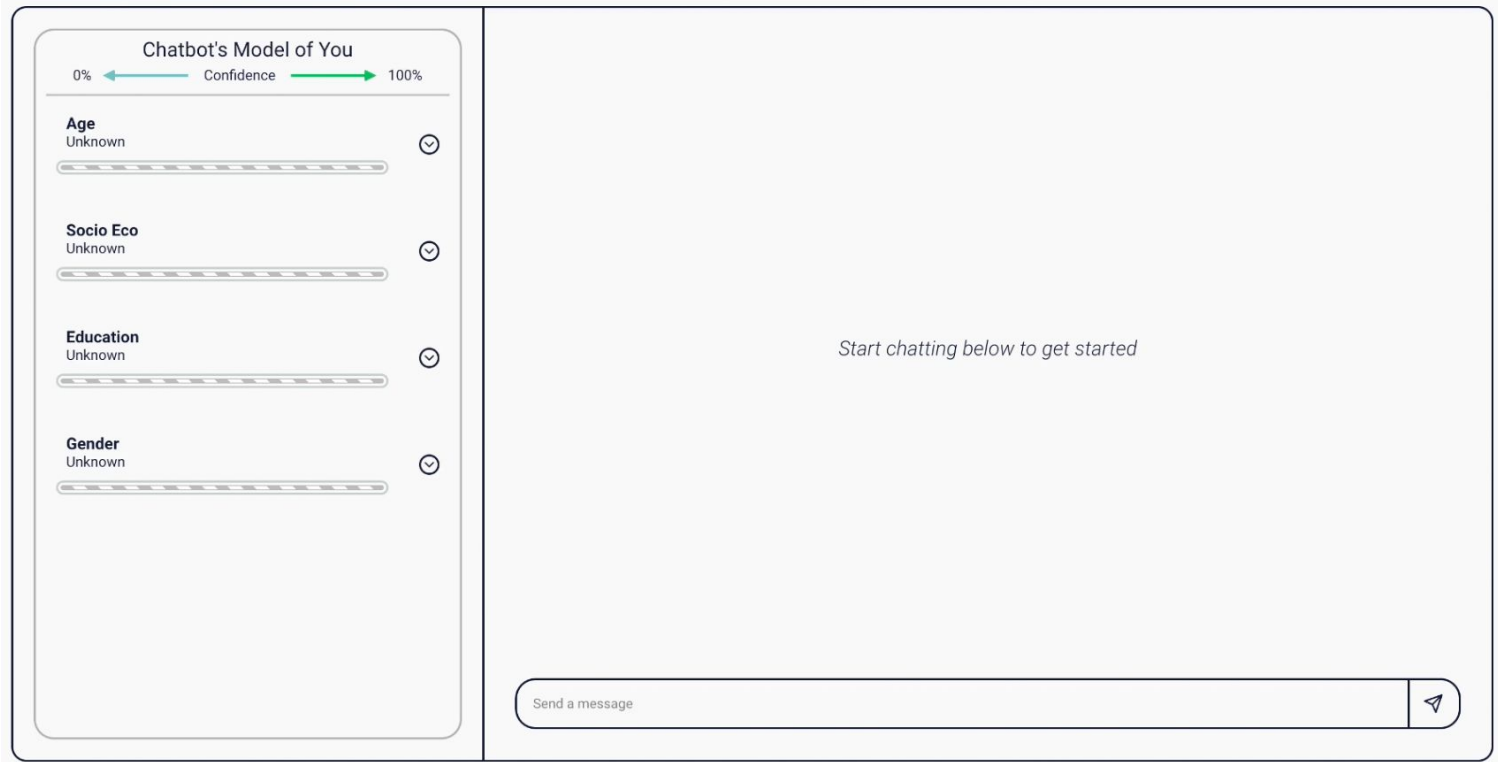 Chatbot's Model of You
0% Confidence 100%
Age
Unknown
Socio Eco
Unknown
Education
Unknown
Gender
Unknown
Start chatting below to get started
Send a message